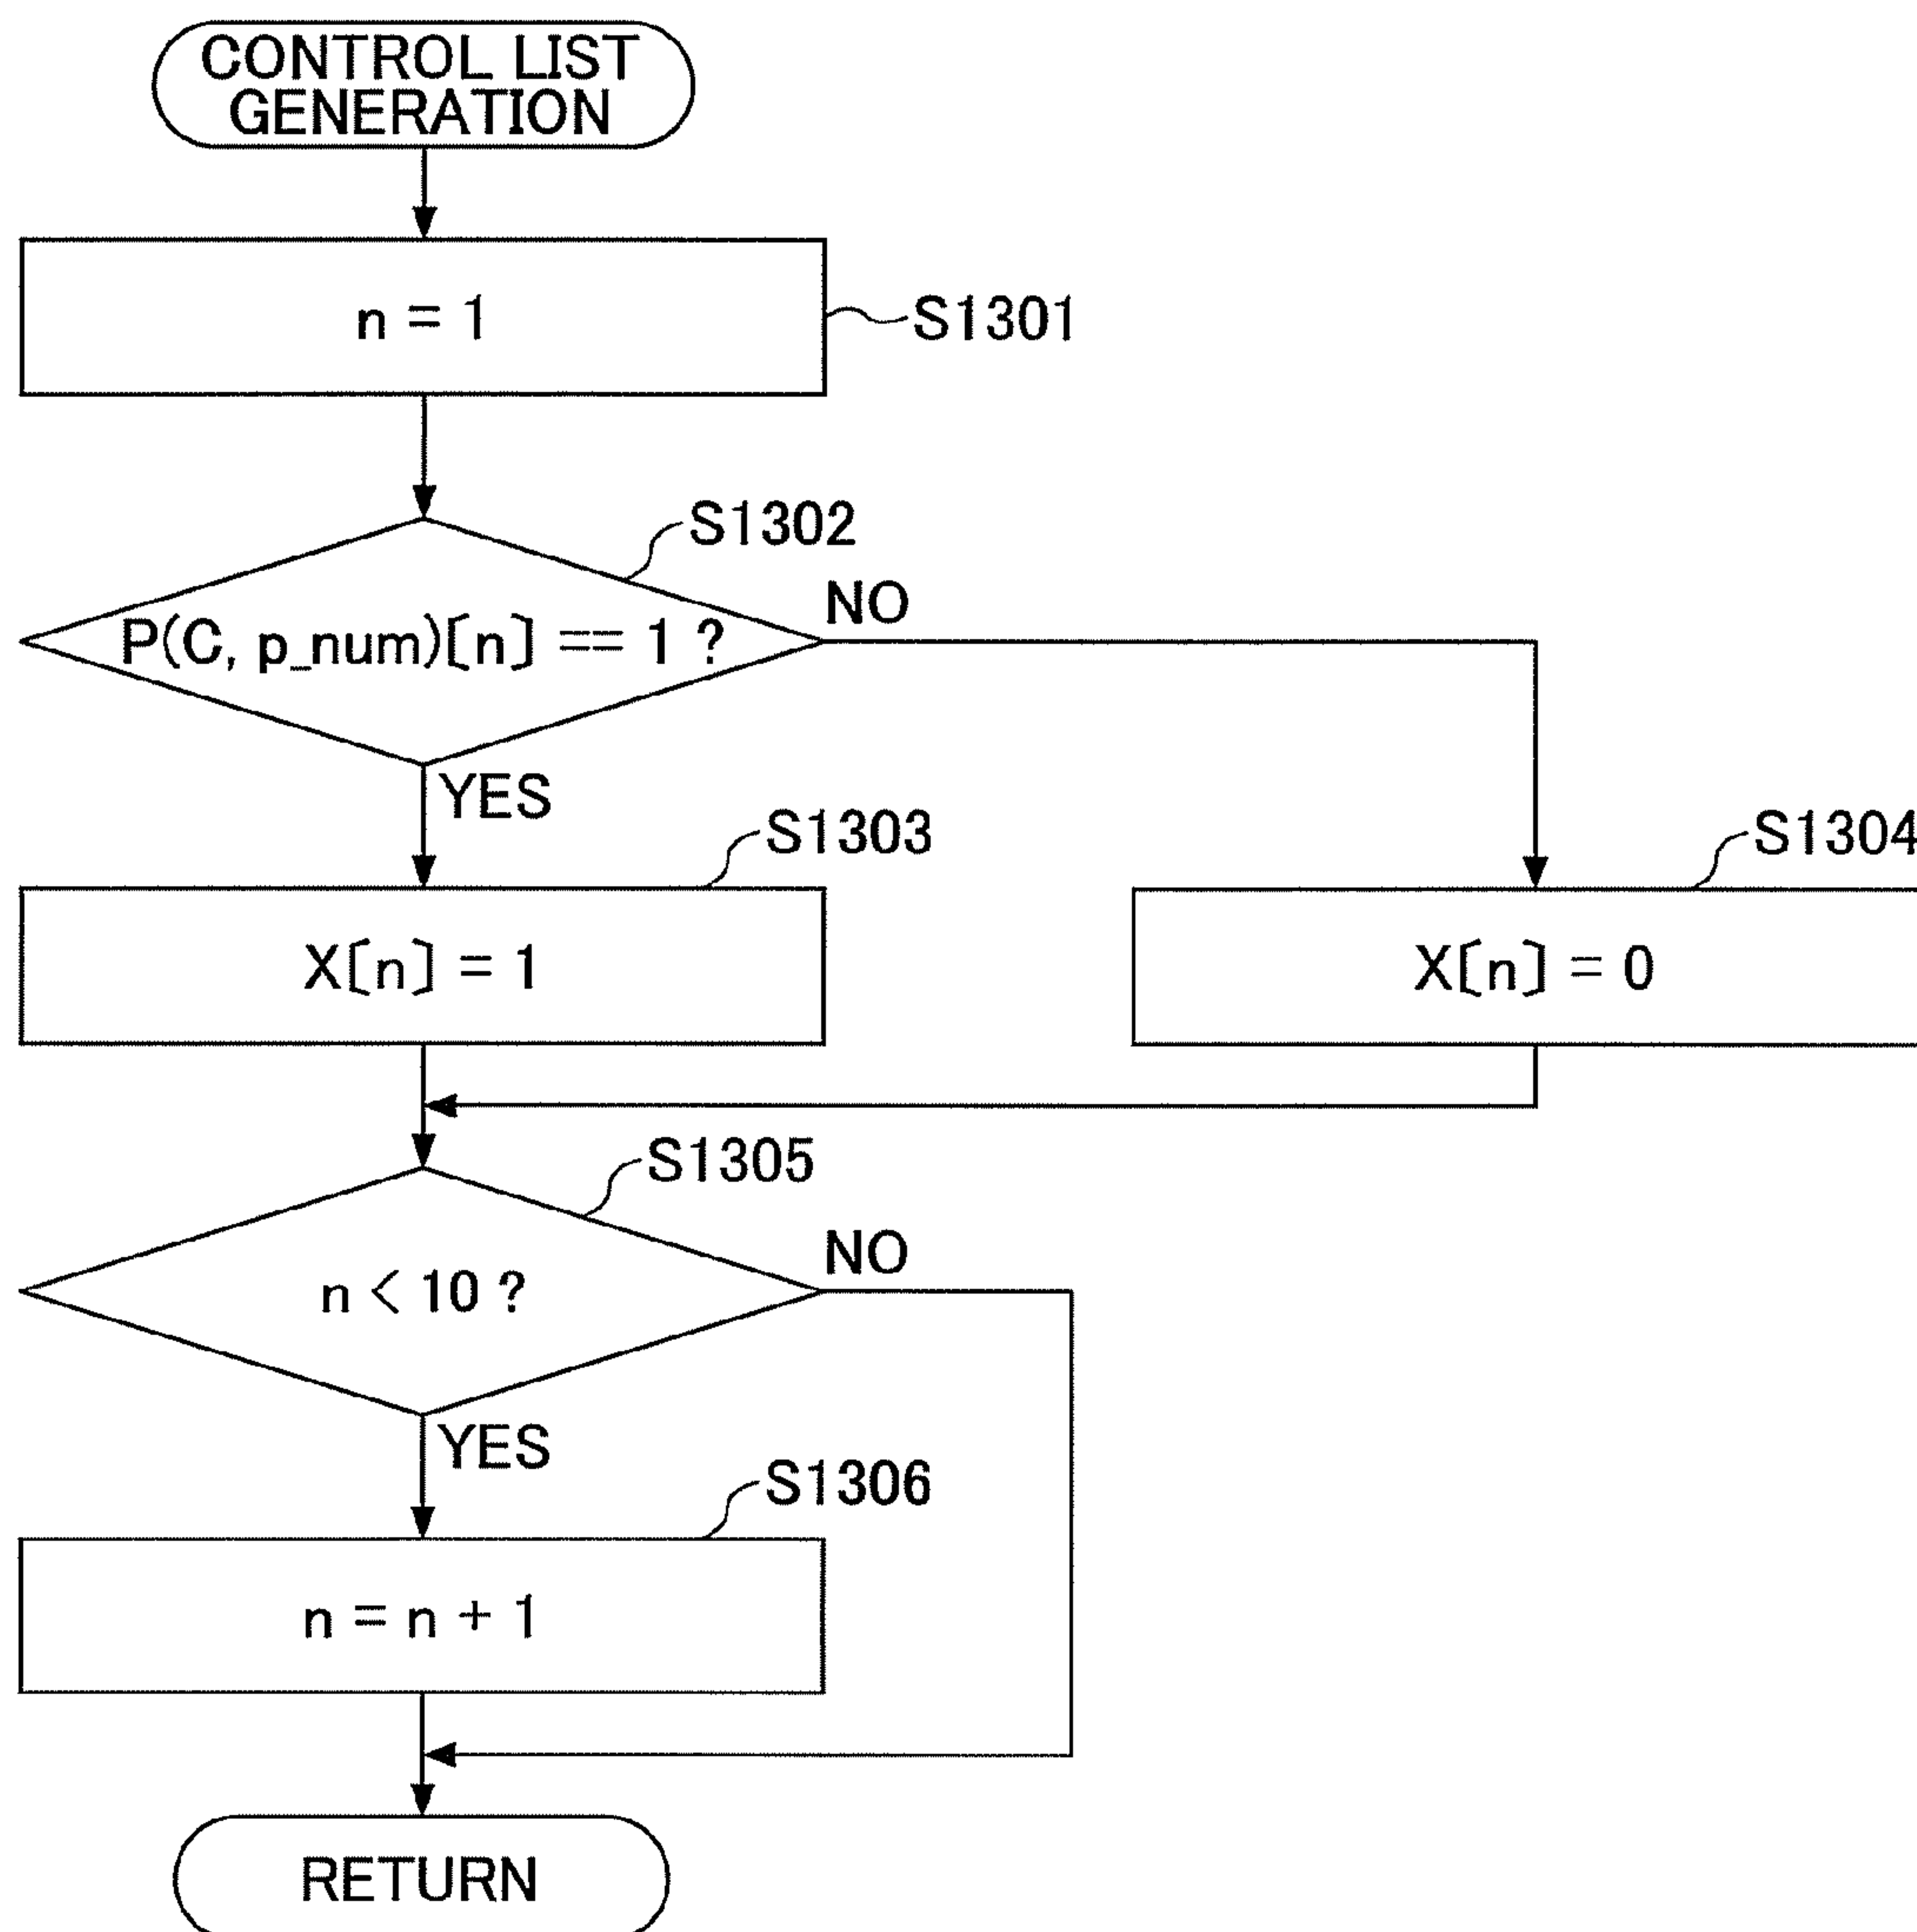 CONTROL LIST
GENERATION
n = 1
S1301
S1302
P(C, p_num)[n] == 1 ?
NO
YES
S1303
X[n] = 1
S1304
X[n] = 0
S1305
n < 10 ?
NO
YES
S1306
n = n + 1
RETURN